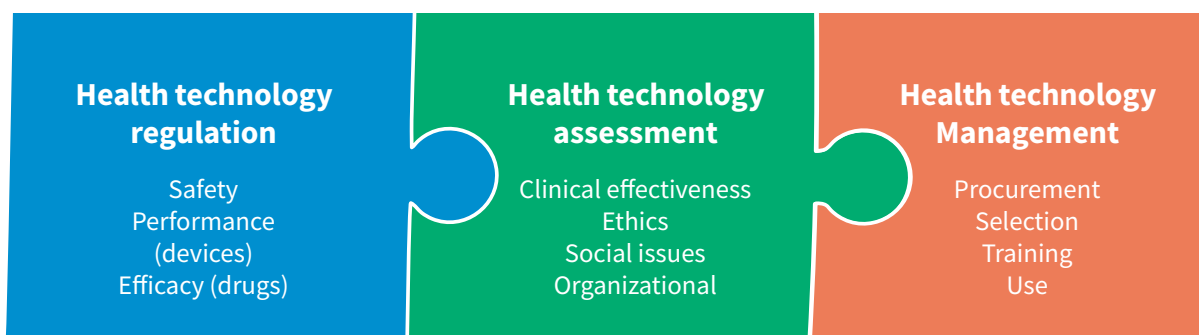 Health technology
regulation
Safety
Performance
(devices)
Efficacy (drugs)
Health technology
assessment
Clinical effectiveness
Ethics
Social issues
Organizational
Health technology
Management
Procurement
Selection
Training
Use